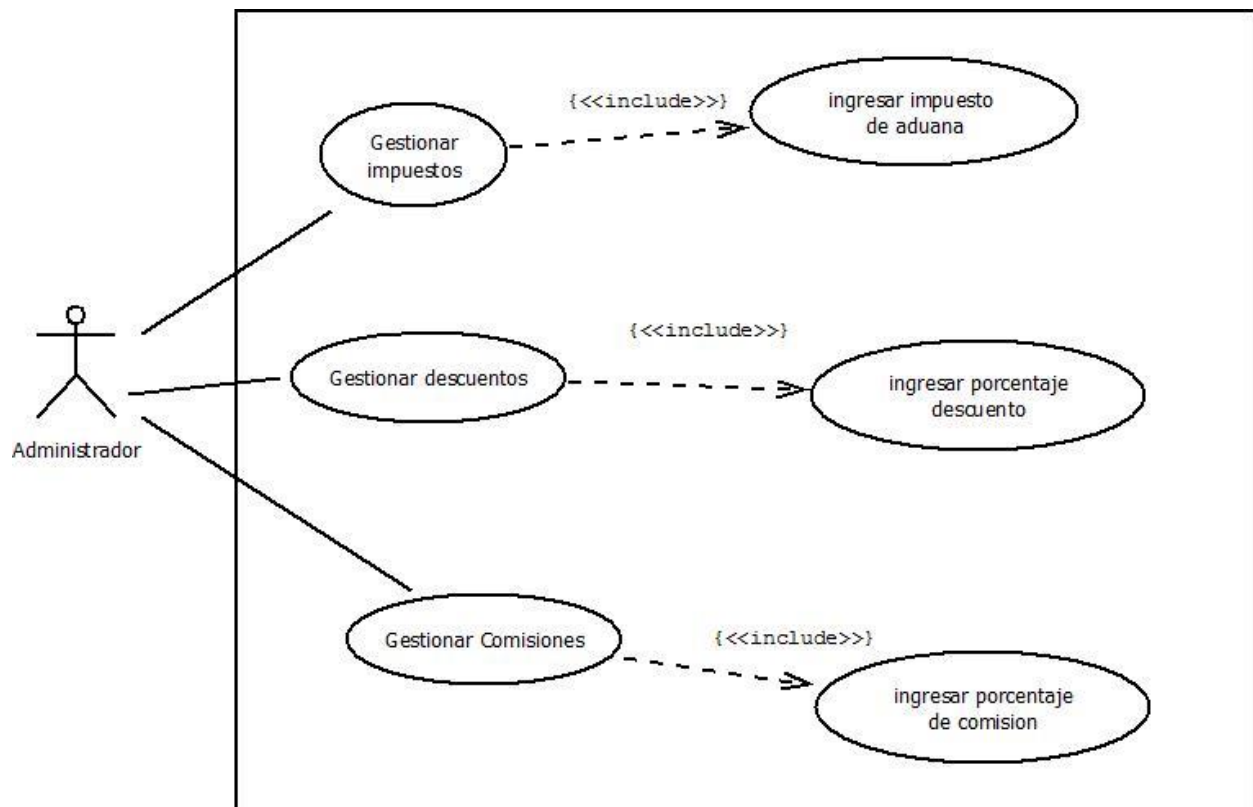 {<<include>>}
ingresar impuesto
de aduana
Gestionar
impuestos
{<<include>>}
Gestionar descuentos
ingresar porcentaje
descuento
Administrador
Gestionar Comisiones
{<<include>>}
ingresar porcentaje
de comision